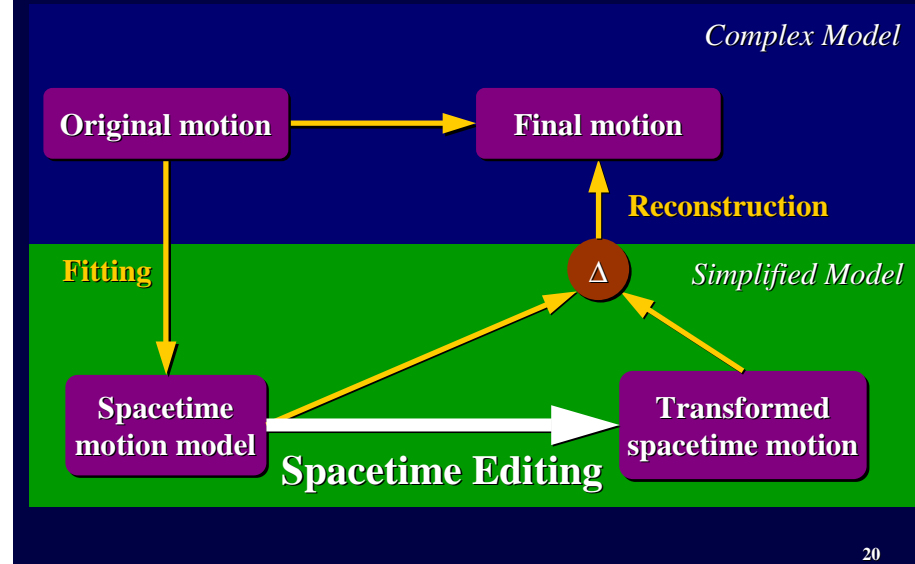 Complex Model
Original motion
Final motion
Reconstruction
Fitting
Δ
Simplified Model
Spacetime
motion model
Transformed
spacetime motion
Spacetime Editing
20